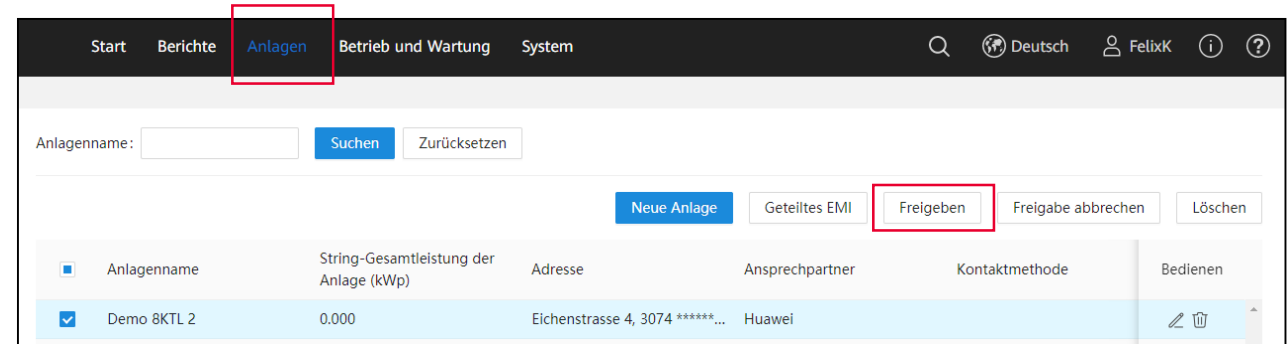 Start Berichte Anlagen Betrieb und Wartung System Deutsch FelixK
Anlagenname: Suchen Zurücksetzen
Neue Anlage Geteiltes EMI Freigeben Freigabe abbrechen Löschen
Anlagenname String-Gesamtleistung der Anlage (kWp) Adresse Ansprechpartner Kontaktmethode Bedienen
Demo 8KTL 2 0.000 Eichenstrasse 4, 3074 ******... Huawei